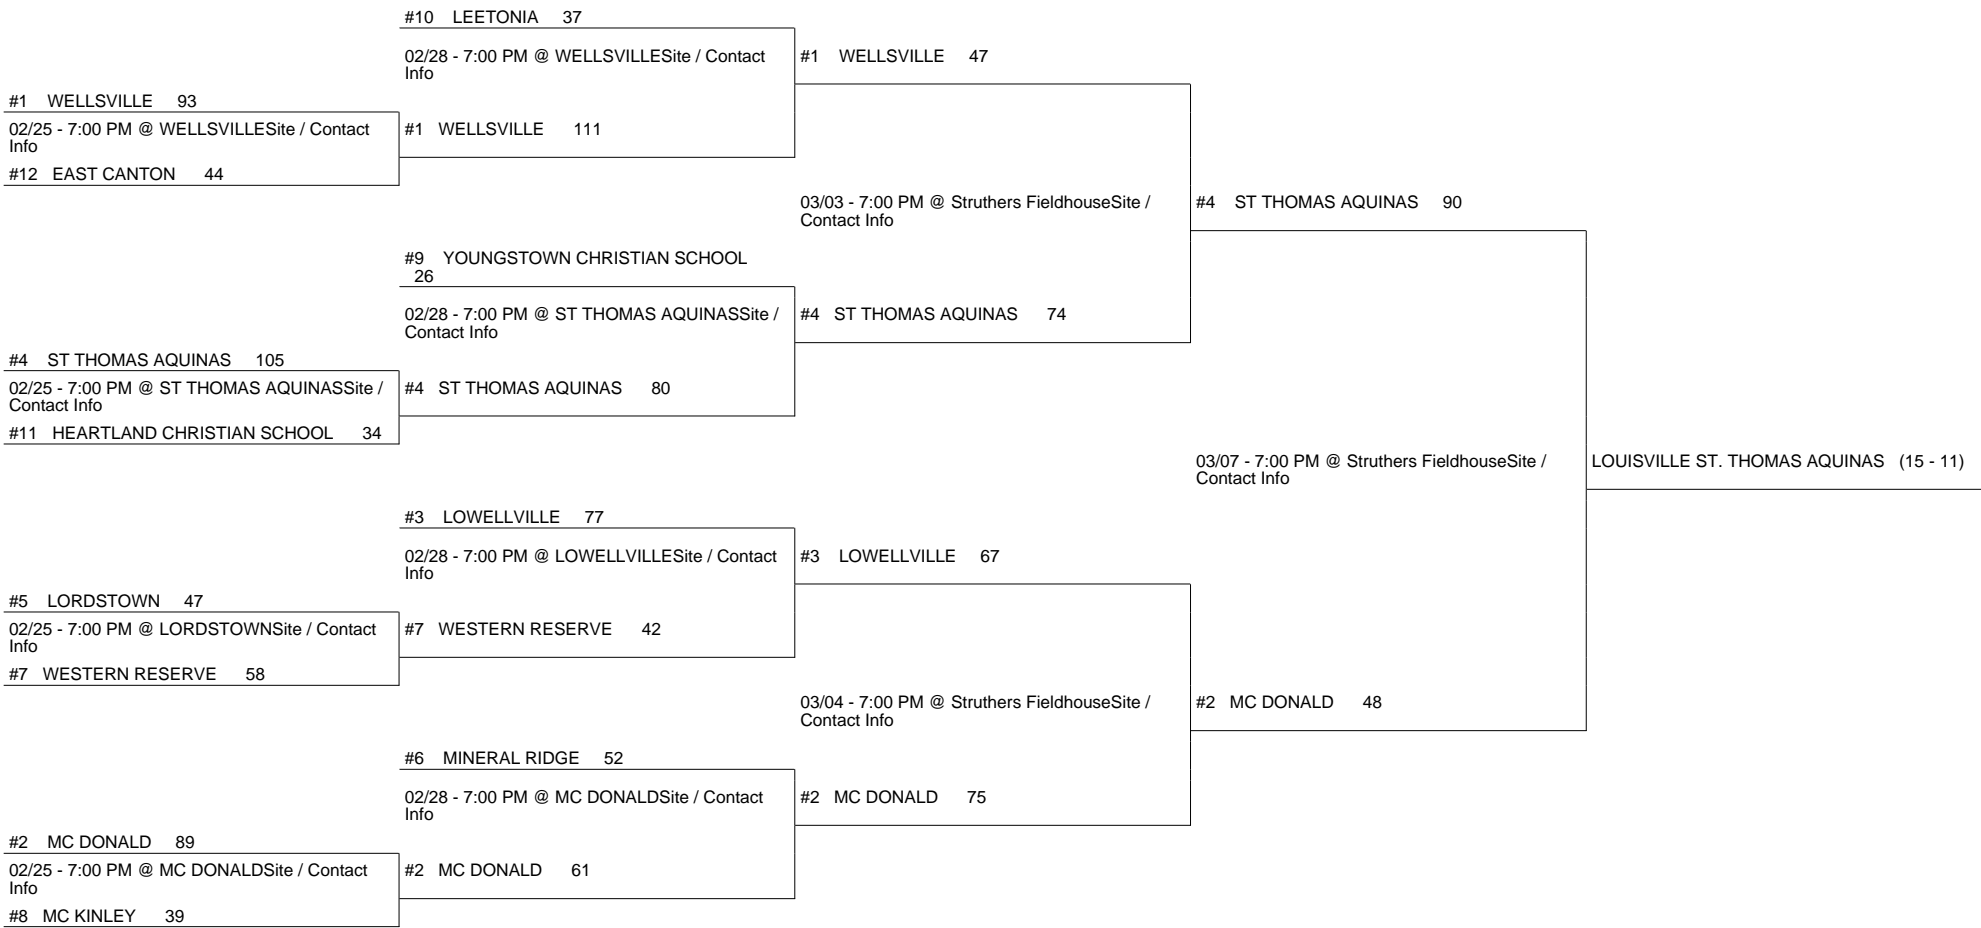 #10 LEETONIA 37
02/28 - 7:00 PM @ WELLSVILLESite / Contact
Info
#1 WELLSVILLE 47
#1 WELLSVILLE 93
02/25 - 7:00 PM @ WELLSVILLESite / Contact
Info
#12 EAST CANTON 44
#1 WELLSVILLE 111
03/03 - 7:00 PM @ Struthers FieldhouseSite /
Contact Info
#4 ST THOMAS AQUINAS 90
#9 YOUNGSTOWN CHRISTIAN SCHOOL
26
02/28 - 7:00 PM @ ST THOMAS AQUINASSite /
Contact Info
#4 ST THOMAS AQUINAS 74
#4 ST THOMAS AQUINAS 105
02/25 - 7:00 PM @ ST THOMAS AQUINASSite /
Contact Info
#11 HEARTLAND CHRISTIAN SCHOOL 34
#4 ST THOMAS AQUINAS 80
03/07 - 7:00 PM @ Struthers FieldhouseSite /
Contact Info
LOUISVILLE ST. THOMAS AQUINAS (15 - 11)
#3 LOWELLVILLE 77
02/28 - 7:00 PM @ LOWELLVILLESite / Contact
Info
#3 LOWELLVILLE 67
#5 LORDSTOWN 47
02/25 - 7:00 PM @ LORDSTOWNSite / Contact
Info
#7 WESTERN RESERVE 58
#7 WESTERN RESERVE 42
03/04 - 7:00 PM @ Struthers FieldhouseSite /
Contact Info
#2 MC DONALD 48
#6 MINERAL RIDGE 52
02/28 - 7:00 PM @ MC DONALDSite / Contact
Info
#2 MC DONALD 75
#2 MC DONALD 89
02/25 - 7:00 PM @ MC DONALDSite / Contact
Info
#8 MC KINLEY 39
#2 MC DONALD 61